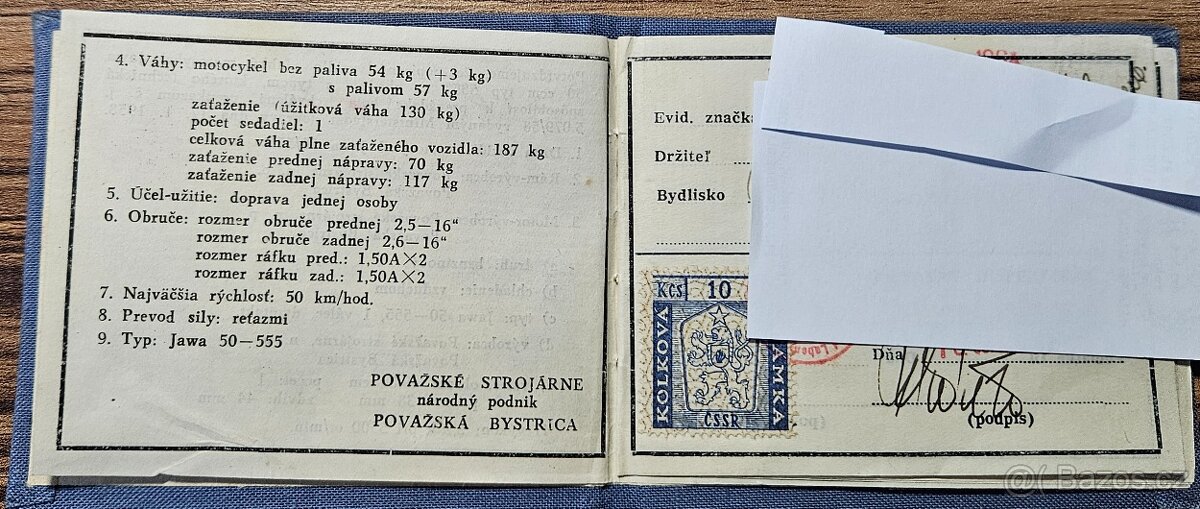 4. Váhy: motocykel bez paliva 54 kg (+3 kg)
s palivom 57 kg
zaťaženie (úžitková váha 130 kg)
počet sedadiel: 1
celková váha plne zaťaženého vozidla: 187 kg
zaťaženie prednej nápravy: 70 kg
zaťaženie zadnej nápravy: 117 kg
5. Účel-užitie: doprava jednej osoby
6. Obruče: rozmer obruče prednej 2,5—16“
rozmer obruče zadnej 2,6—16“
rozmer ráfku pred.: 1,50A×2
rozmer ráfku zad.: 1,50A×2
7. Najväčšia rýchlosť: 50 km/hod.
8. Prevod sily: reťazmi
9. Typ: Jawa 50—555
POVAŽSKÉ STROJÁRNE
národný podnik
POVAŽSKÁ BYSTRICA
Evid. značka
Držiteľ
Bydlisko
Kčs 10
KOLKOVÁ
ZNÁMKA
ČSSR
Dňa
(podpis)
@( Bazos.cz